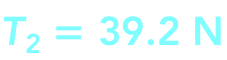 T₂ = 39.2 N